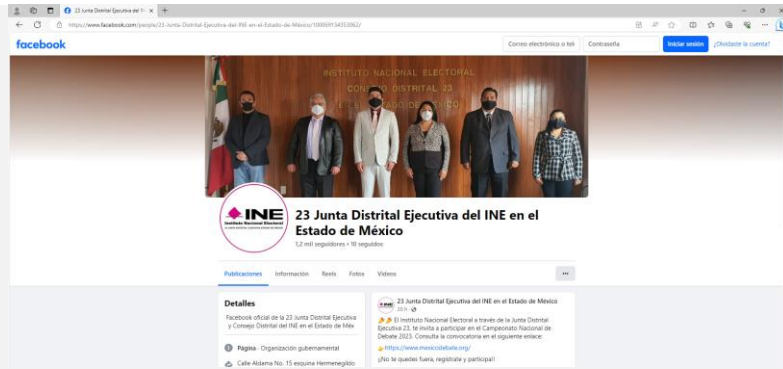 23 Junta Distrital Ejecutiva del I
https://www.facebook.com/people/23-Junta-Distrital-Ejecutiva-del-INE-en-el-Estado-de-México/100069134353062/
facebook
Correo electrónico o tel
Contraseña
Iniciar sesión
¿Olvidaste la cuenta?
INSTITUTO NACIONAL ELECTORAL
CONSEJO DISTRITAL 23
ESTADO DE MÉXICO
INE
Instituto Nacional Electoral
23 Junta Distrital Ejecutiva del INE en el
Estado de México
1,2 mil seguidores • 10 seguidos
Publicaciones Información Reels Fotos Videos
Detalles
Facebook oficial de la 23 Junta Distrital Ejecutiva
y Consejo Distrital del INE en el Estado de Méx
Página · Organización gubernamental
Calle Aldama No. 15 esquina Hermenegildo
INE
23 Junta Distrital Ejecutiva del INE en el Estado de México
20 h
El Instituto Nacional Electoral a través de la Junta Distrital
Ejecutiva 23, te invita a participar en el Campeonato Nacional de
Debate 2023. Consulta la convocatoria en el siguiente enlace:
https://www.mexicodebate.org/
¡No te quedes fuera, regístrate y participa!